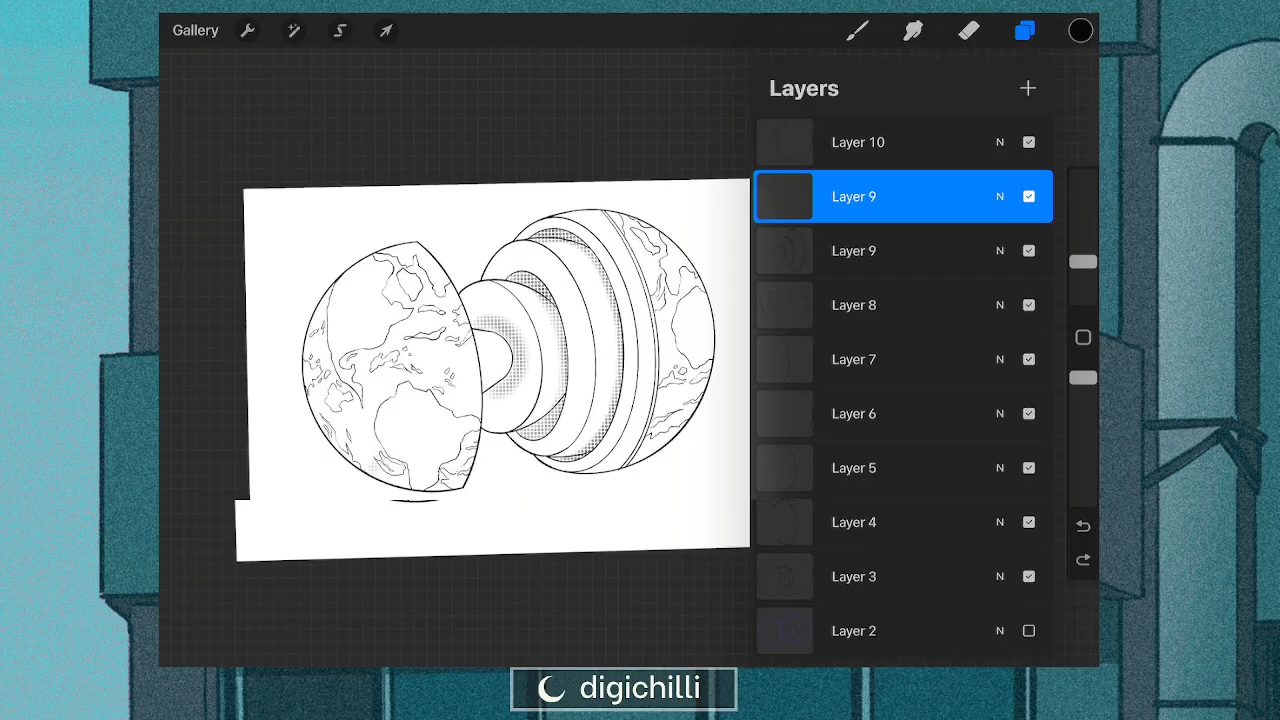 Gallery
Layers
Layer 10 N
Layer 9 N
Layer 9 N
Layer 8 N
Layer 7 N
Layer 6 N
Layer 5 N
Layer 4 N
Layer 3 N
Layer 2 N
digichilli